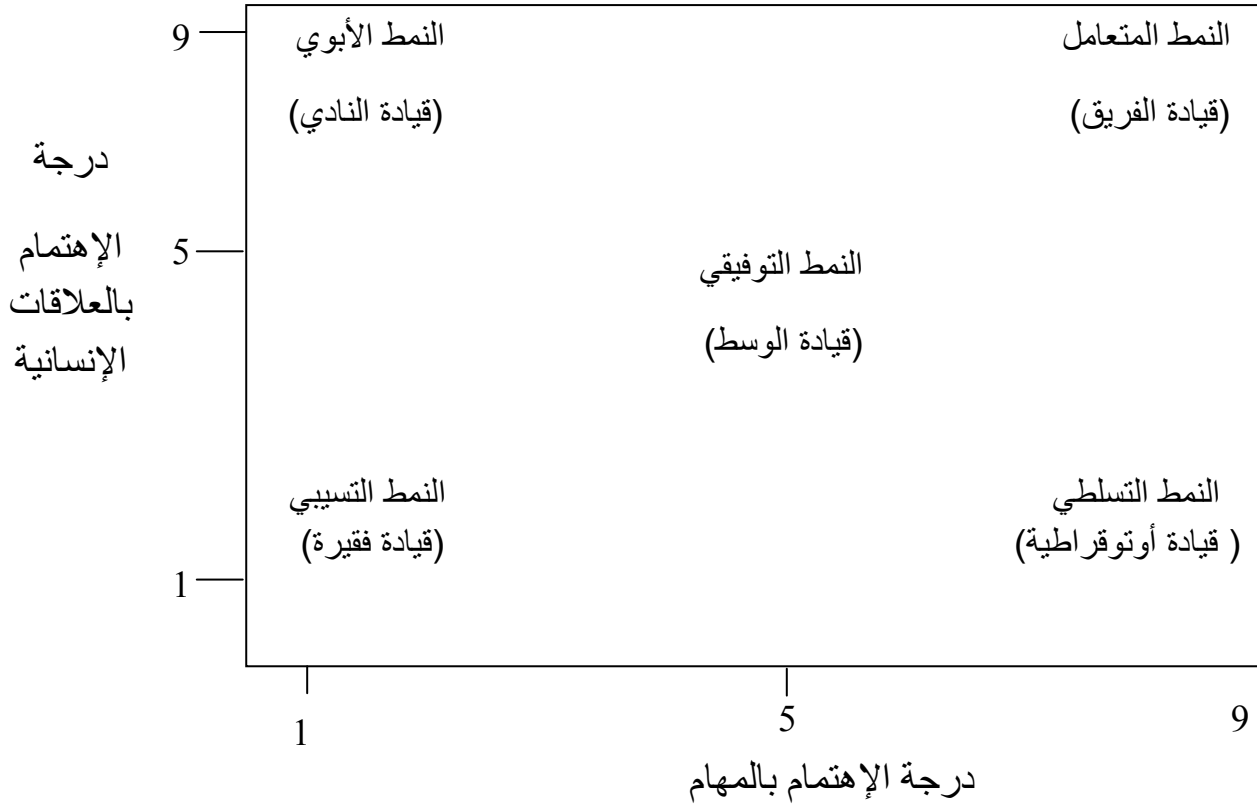 9
النمط المتعامل
النمط الأبوي
(قيادة الفريق)
(قيادة النادي)
درجة
الإهتمام
بالعلاقات
الإنسانية
5
النمط التوفيقي
(قيادة الوسط)
النمط التسلطي
النمط التسيبي
( قيادة أوتوقراطية)
(قيادة فقيرة)
1
1
5
9
درجة الإهتمام بالمهام